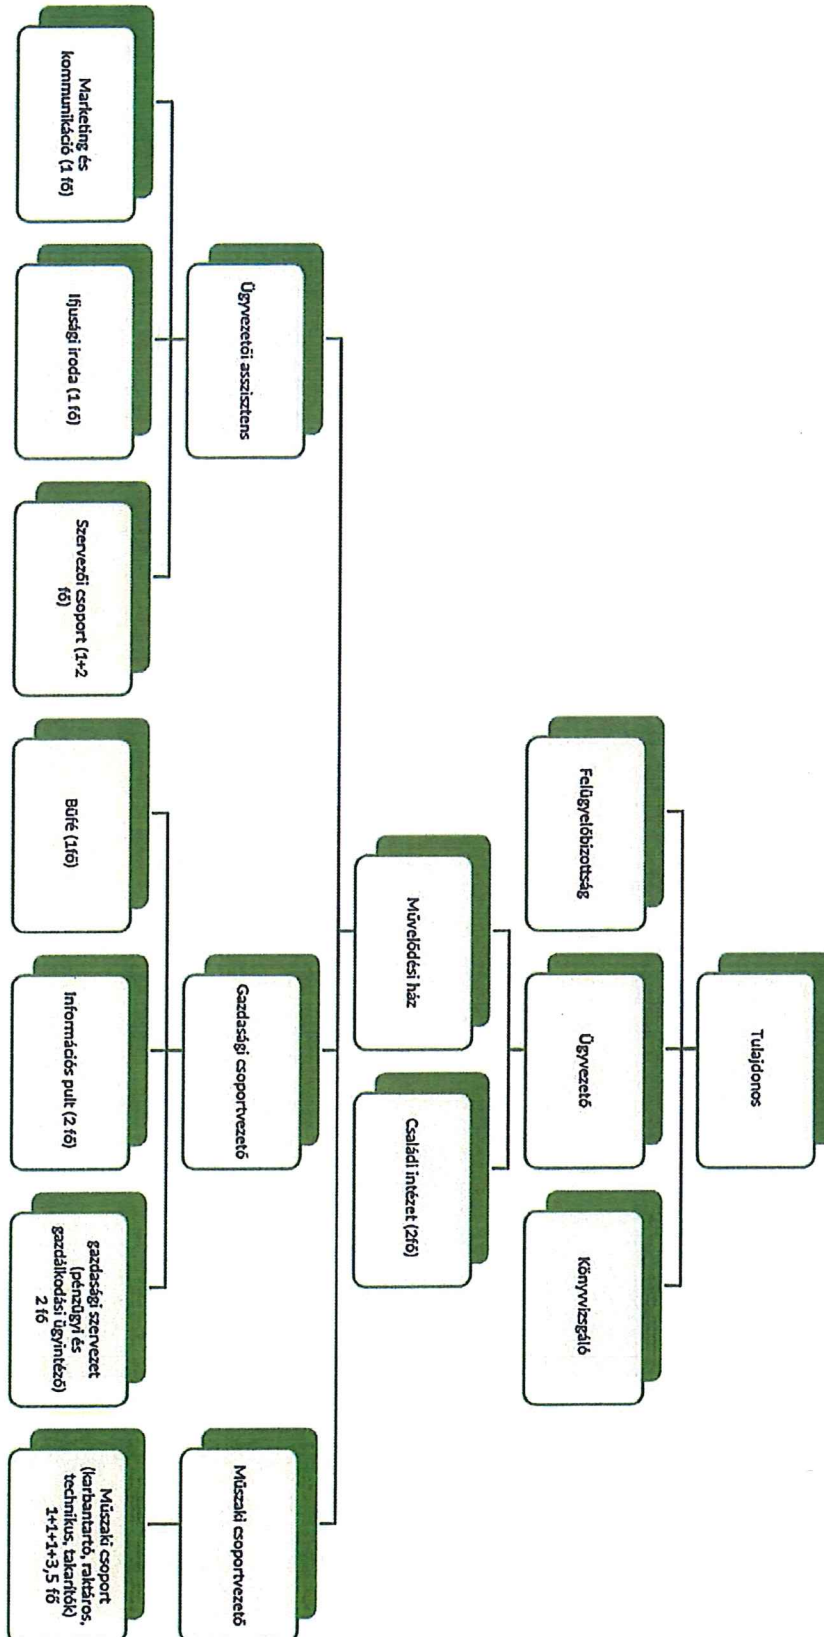 Tulajdonos
Felügyelőbizottság
Ügyvezető
Könyvvizsgáló
Művelődési ház
Családi intézet (2fő)
Ügyvezetői asszisztens
Gazdasági csoportvezető
Műszaki csoportvezető
Marketing és
kommunikáció (1 fő)
Ifjusági iroda (1 fő)
Szervezői csoport (1+2
fő)
Büfé (1fő)
Információs pult (2 fő)
gazdasági szervezet
(pénzügyi és
gazdálkodási ügyintéző)
2 fő
Műszaki csoport
(karbantartó, raktáros,
technikus, takarítók)
1+1+1+3,5 fő